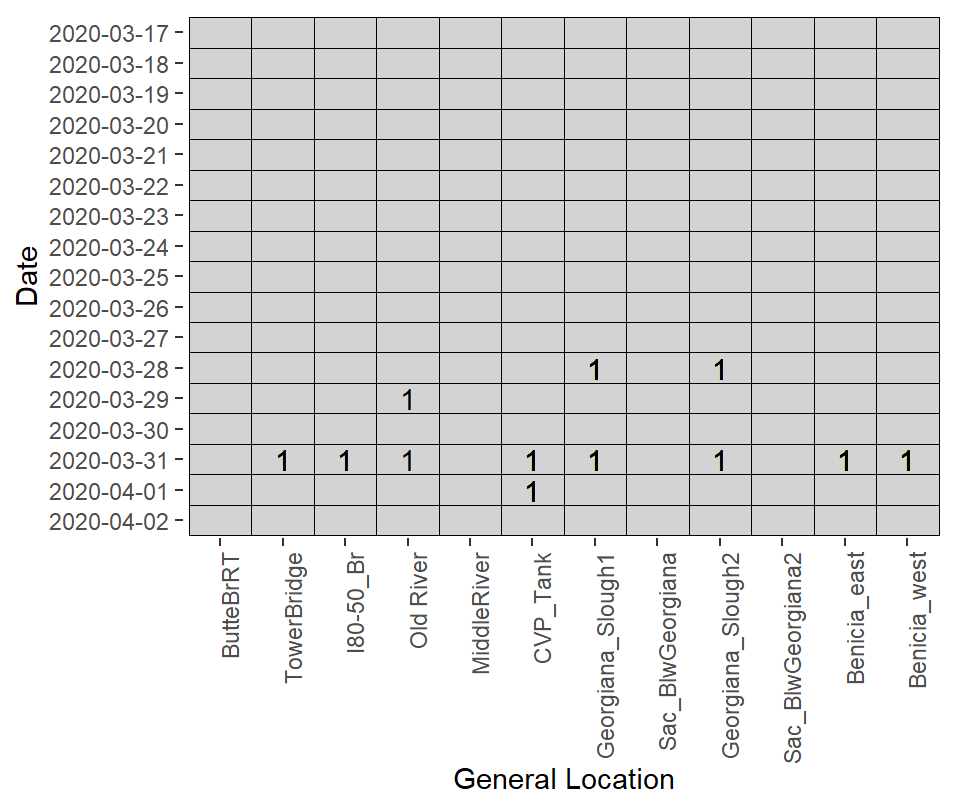 2020-03-17
2020-03-18
2020-03-19
2020-03-20
2020-03-21
2020-03-22
2020-03-23
2020-03-24
2020-03-25
2020-03-26
2020-03-27
2020-03-28 1 1
2020-03-29 1
2020-03-30
2020-03-31 1 1 1 1 1 1 1 1
2020-04-01 1
2020-04-02
Date
ButteBrRT
TowerBridge
I80-50_Br
Old River
MiddleRiver
CVP_Tank
Georgiana_Slough1
Sac_BlwGeorgiana
Georgiana_Slough2
Sac_BlwGeorgiana2
Benicia_east
Benicia_west
General Location